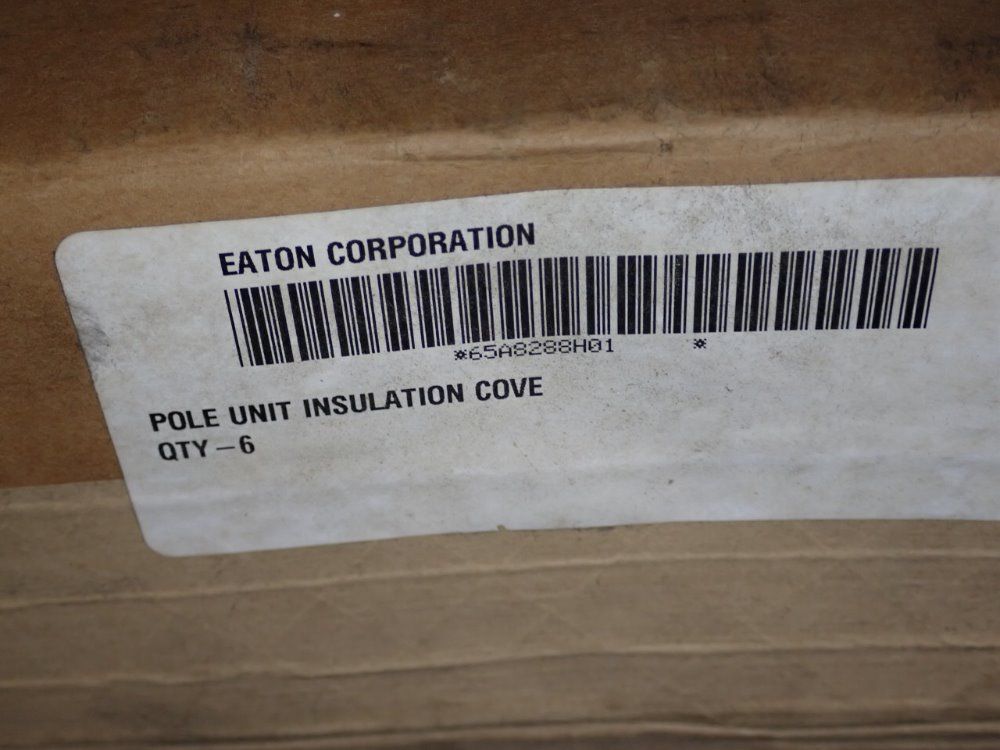 EATON CORPORATION
*65A8288H01 *
POLE UNIT INSULATION COVE
QTY - 6